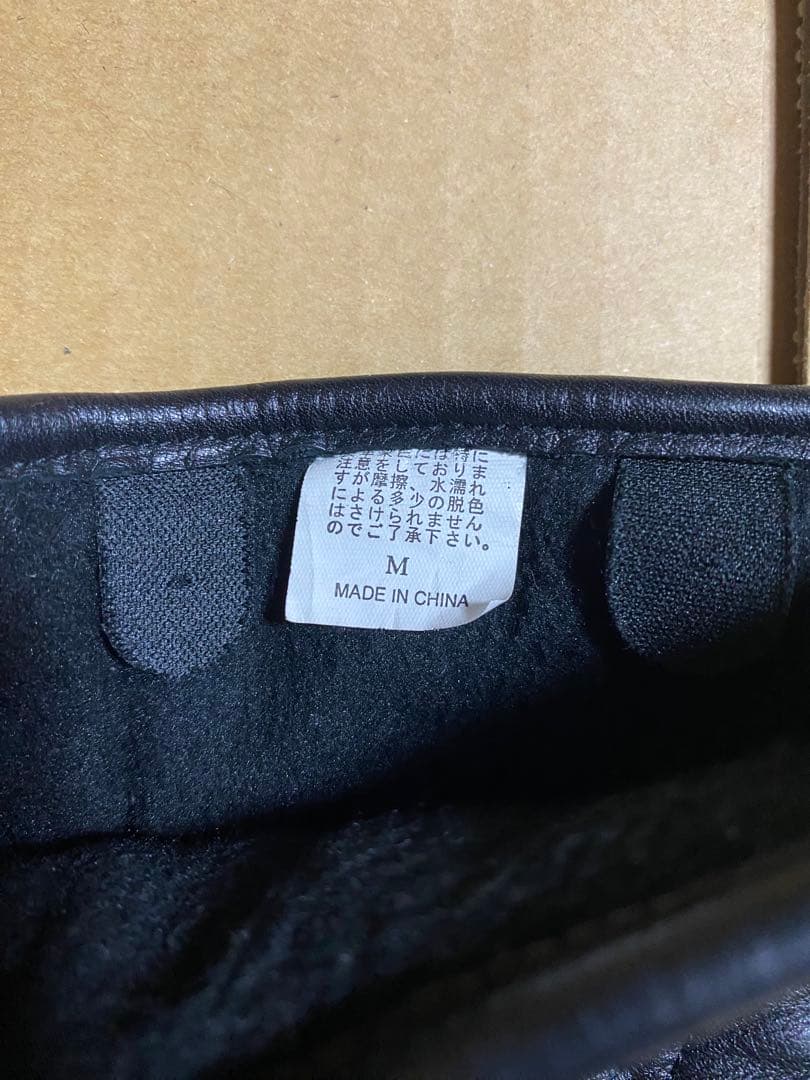 注意をしておりま
すが摩擦、水濡れ
による多少の脱色
はさけられません
のでご了承下さい。
M
MADE IN CHINA